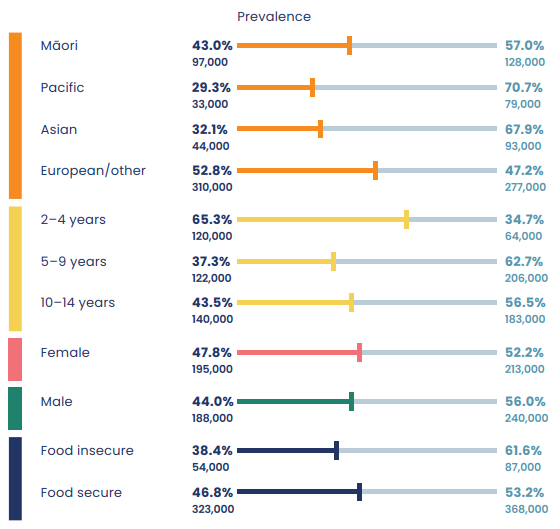 Prevalence
Māori 43.0% 57.0%
97,000 128,000
Pacific 29.3% 70.7%
33,000 79,000
Asian 32.1% 67.9%
44,000 93,000
European/other 52.8% 47.2%
310,000 277,000
2–4 years 65.3% 34.7%
120,000 64,000
5–9 years 37.3% 62.7%
122,000 206,000
10–14 years 43.5% 56.5%
140,000 183,000
Female 47.8% 52.2%
195,000 213,000
Male 44.0% 56.0%
188,000 240,000
Food insecure 38.4% 61.6%
54,000 87,000
Food secure 46.8% 53.2%
323,000 368,000